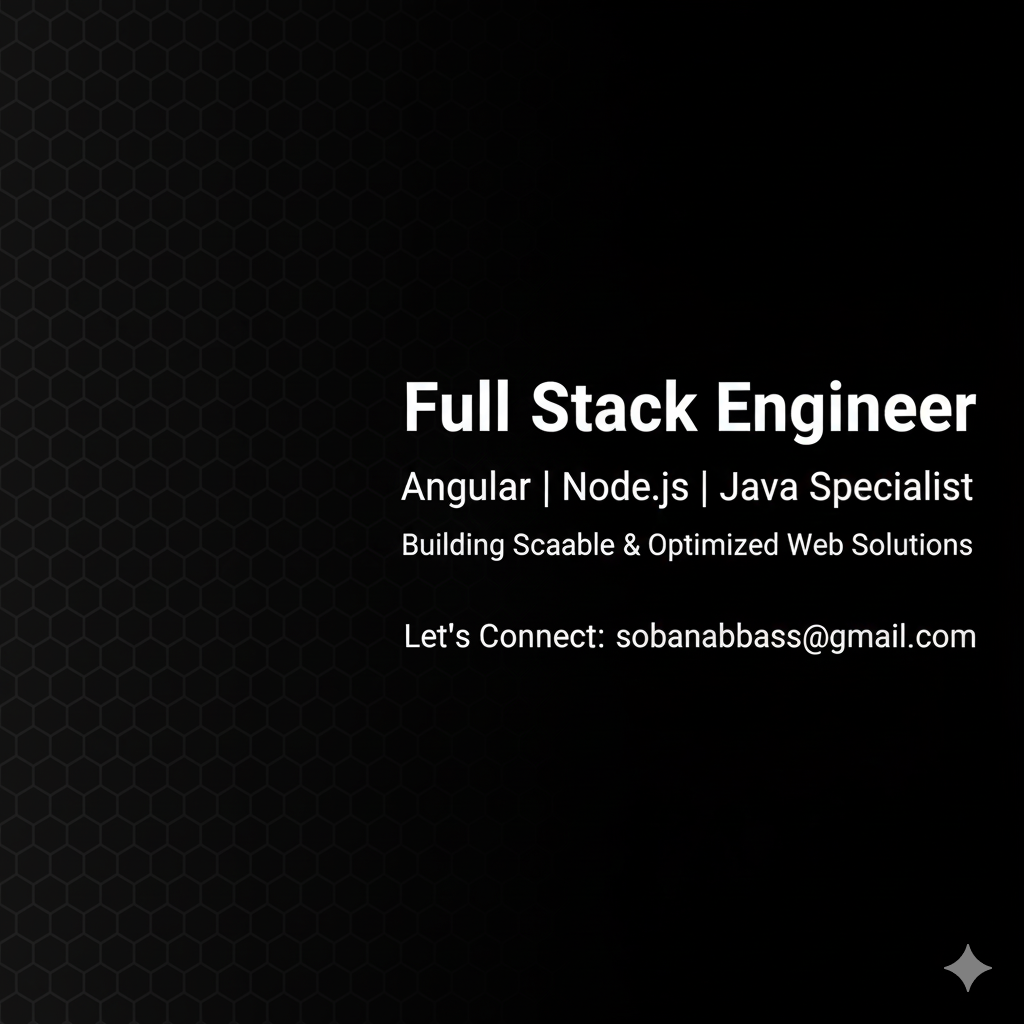 Full Stack Engineer
Angular | Node.js | Java Specialist
Building Scaable & Optimized Web Solutions
Let's Connect: sobanabbass@gmail.com